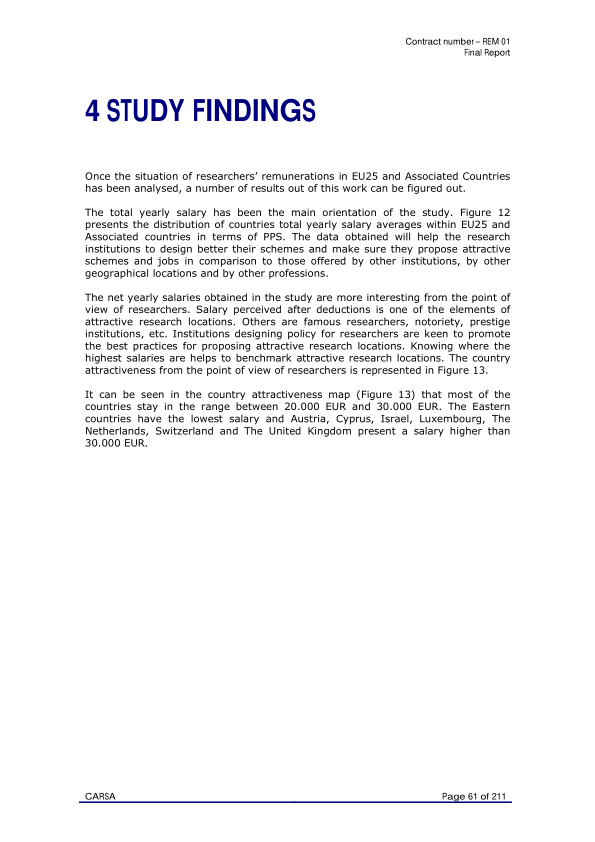 Contract number – REM 01
Final Report
4 STUDY FINDINGS
Once the situation of researchers’ remunerations in EU25 and Associated Countries
has been analysed, a number of results out of this work can be figured out.
The total yearly salary has been the main orientation of the study. Figure 12
presents the distribution of countries total yearly salary averages within EU25 and
Associated countries in terms of PPS. The data obtained will help the research
institutions to design better their schemes and make sure they propose attractive
schemes and jobs in comparison to those offered by other institutions, by other
geographical locations and by other professions.
The net yearly salaries obtained in the study are more interesting from the point of
view of researchers. Salary perceived after deductions is one of the elements of
attractive research locations. Others are famous researchers, notoriety, prestige
institutions, etc. Institutions designing policy for researchers are keen to promote
the best practices for proposing attractive research locations. Knowing where the
highest salaries are helps to benchmark attractive research locations. The country
attractiveness from the point of view of researchers is represented in Figure 13.
It can be seen in the country attractiveness map (Figure 13) that most of the
countries stay in the range between 20.000 EUR and 30.000 EUR. The Eastern
countries have the lowest salary and Austria, Cyprus, Israel, Luxembourg, The
Netherlands, Switzerland and The United Kingdom present a salary higher than
30.000 EUR.
CARSA
Page 61 of 211